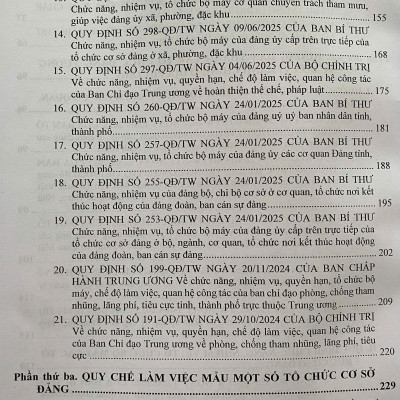 Chức năng, nhiệm vụ, tổ chức bộ máy cơ quan chuyên trách tham mưu,
giúp việc đảng ủy xã, phường, đặc khu ..... 155
14. QUY ĐỊNH SỐ 298-QĐ/TW NGÀY 09/06/2025 CỦA BAN BÍ THƯ
Chức năng, nhiệm vụ, tổ chức bộ máy của đảng ủy cấp trên trực tiếp của
tổ chức cơ sở đảng ở xã, phường, đặc khu ..... 168
15. QUY ĐỊNH SỐ 297-QĐ/TW NGÀY 04/06/2025 CỦA BỘ CHÍNH TRỊ
Chức năng, nhiệm vụ, quyền hạn, chế độ làm việc, quan hệ công tác
của Ban Chỉ đạo Trung ương về hoàn thiện thể chế, pháp luật ..... 175
16. QUY ĐỊNH SỐ 260-QĐ/TW NGÀY 24/01/2025 CỦA BAN BÍ THƯ
Chức năng, nhiệm vụ, tổ chức bộ máy của đảng uỷ uỷ ban nhân dân tỉnh,
thành phố ..... 181
17. QUY ĐỊNH SỐ 257-QĐ/TW NGÀY 24/01/2025 CỦA BAN BÍ THƯ
Chức năng, nhiệm vụ, tổ chức bộ máy của đảng ủy các cơ quan Đảng tỉnh,
thành phố ..... 188
18. QUY ĐỊNH SỐ 255-QĐ/TW NGÀY 24/01/2025 CỦA BAN BÍ THƯ
Chức năng, nhiệm vụ của đảng bộ, chi bộ cơ sở ở cơ quan, tổ chức nơi kết
thúc hoạt động của đảng đoàn, ban cán sự đảng ..... 195
19. QUY ĐỊNH SỐ 253-QĐ/TW NGÀY 24/01/2025 CỦA BAN BÍ THƯ
Chức năng, nhiệm vụ, tổ chức bộ máy của đảng ủy cấp trên trực tiếp của
tổ chức cơ sở đảng ở bộ, ngành, cơ quan, tổ chức nơi kết thúc hoạt động
của đảng đoàn, ban cán sự đảng ..... 202
20. QUY ĐỊNH SỐ 199-QĐ/TW NGÀY 20/11/2024 CỦA BAN CHẤP
HÀNH TRUNG ƯƠNG Về chức năng, nhiệm vụ, quyền hạn, tổ chức bộ
máy, chế độ làm việc, quan hệ công tác của ban chỉ đạo phòng, chống tham
nhũng, lãng phí, tiêu cực tỉnh, thành phố trực thuộc Trung ương ..... 209
21. QUY ĐỊNH SỐ 191-QĐ/TW NGÀY 29/10/2024 CỦA BỘ CHÍNH TRỊ
Về chức năng, nhiệm vụ, quyền hạn, chế độ làm việc, quan hệ công tác
của Ban Chỉ đạo Trung ương về phòng, chống tham nhũng, lãng phí, tiêu
cực ..... 220
Phần thứ ba. QUY CHẾ LÀM VIỆC MẪU MỘT SỐ TỔ CHỨC CƠ SỞ
ĐẢNG ..... 229